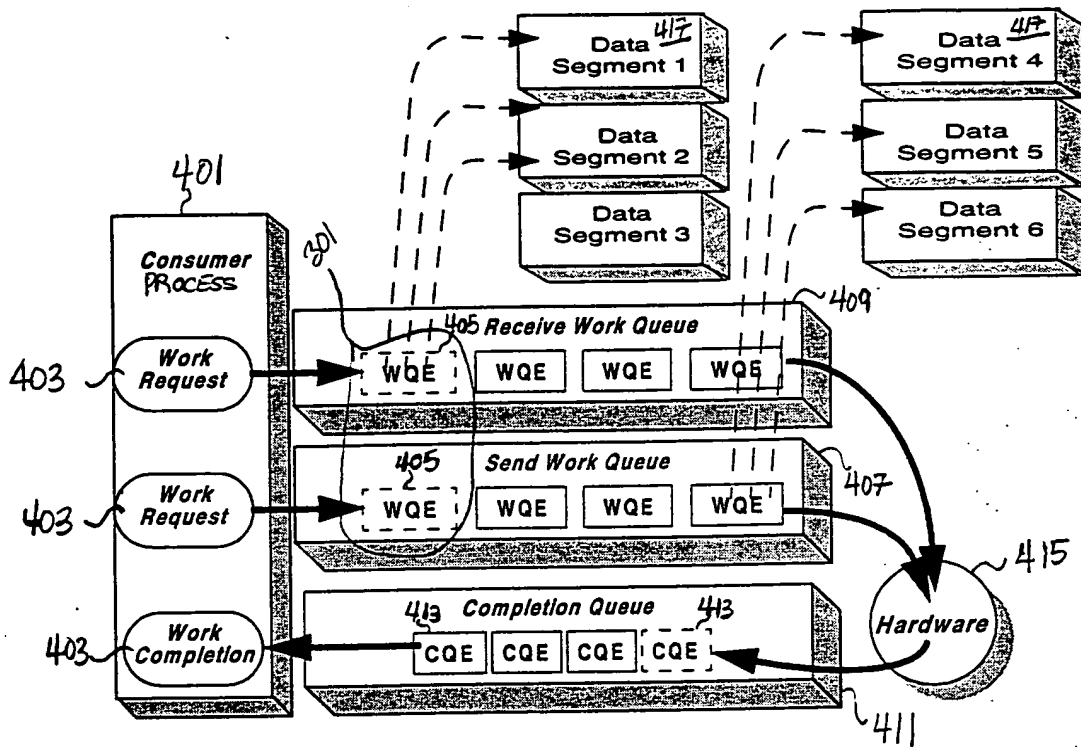 417
Data
Segment 1
Data
Segment 2
Data
Segment 3
417
Data
Segment 4
Data
Segment 5
Data
Segment 6
401
Consumer
PROCESS
301
409
405 Receive Work Queue
403
Work
Request
WQE WQE WQE WQE
405
Send Work Queue
407
403
Work
Request
WQE WQE WQE WQE
415
Completion Queue
413
413
403
Work
Completion
CQE CQE CQE CQE
Hardware
411